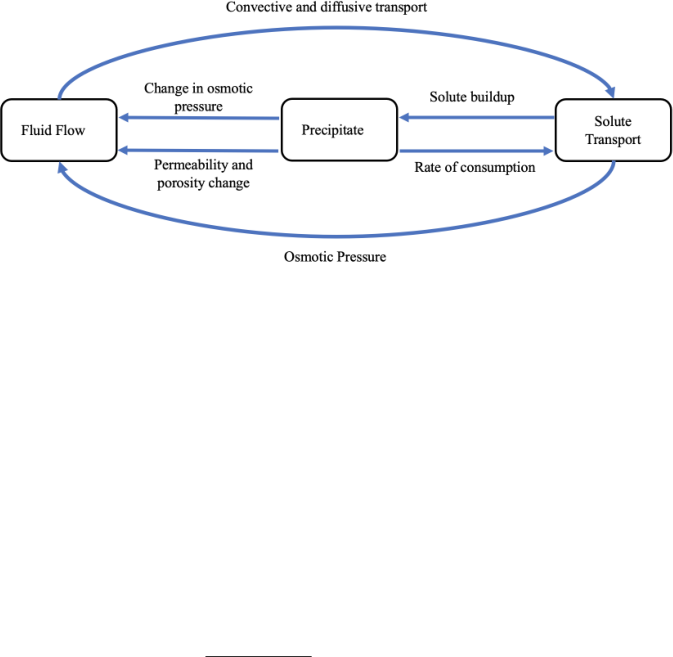 Convective and diffusive transport
Change in osmotic
pressure
Solute buildup
Fluid Flow
Precipitate
Solute
Transport
Permeability and
porosity change
Rate of consumption
Osmotic Pressure